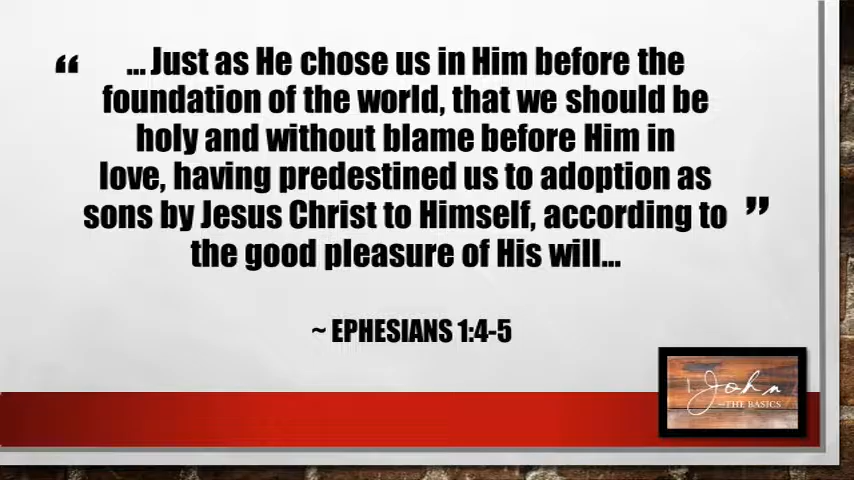 “ ... Just as He chose us in Him before the
foundation of the world, that we should be
holy and without blame before Him in
love, having predestined us to adoption as
sons by Jesus Christ to Himself, according to ”
the good pleasure of His will...
~ EPHESIANS 1:4-5
1 John
—THE BASICS